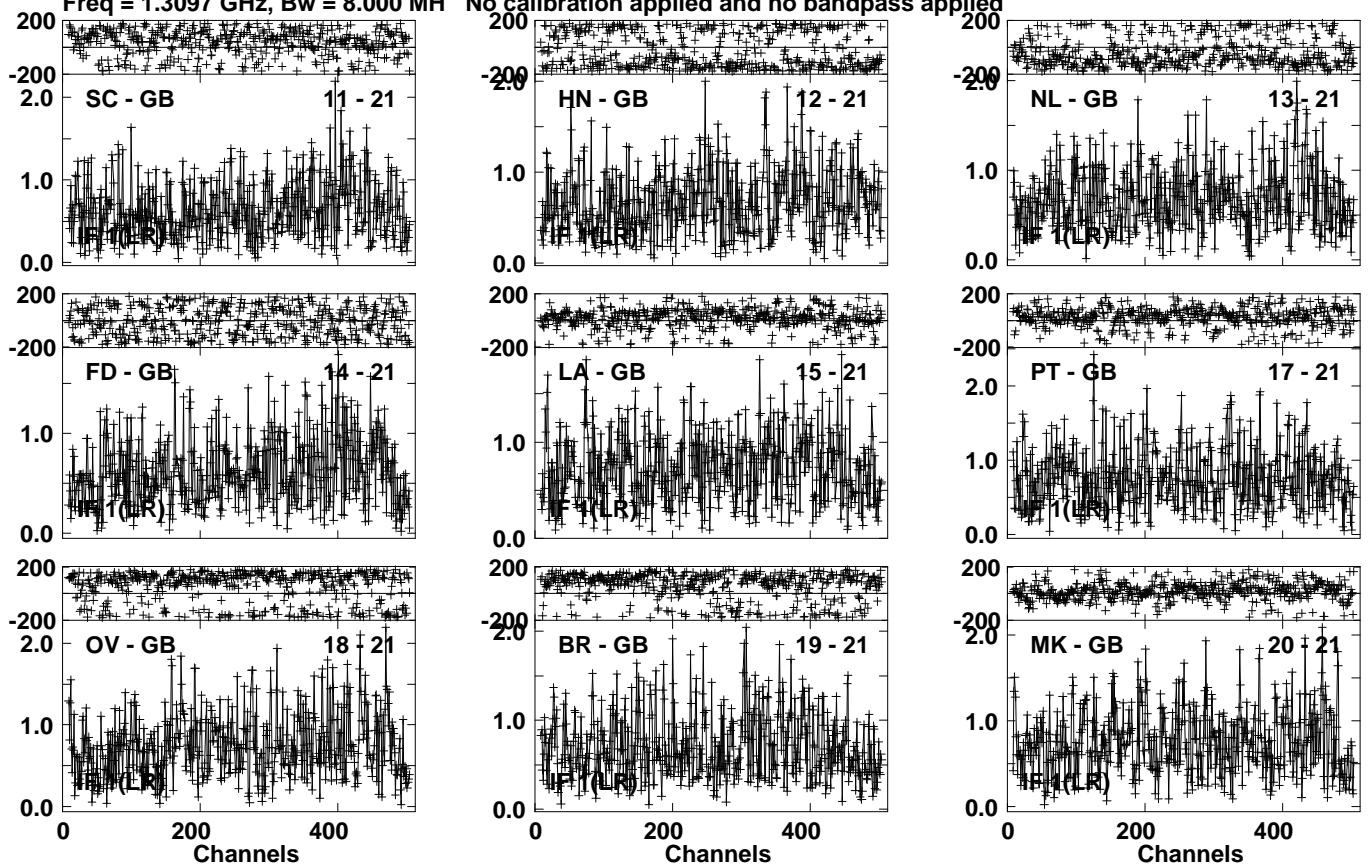 Freq = 1.3097 GHz, Bw = 8.000 MH No calibration applied and no bandpass applied
200 200 200
-200 -200 -200
2.0 2.0 2.0
SC - GB 11 - 21 HN - GB 12 - 21 NL - GB 13 - 21
1.0 1.0 1.0
IF 1(LR) IF 1(LR) IF 1(LR)
0.0 0.0 0.0
200 200 200
-200 -200 -200
FD - GB 14 - 21 LA - GB 15 - 21 PT - GB 17 - 21
2.0
1.0 1.0 1.0
IF 1(LR) IF 1(LR) IF 1(LR)
0.0 0.0 0.0
200 200 200
-200 -200 -200
2.0 2.0 2.0
OV - GB 18 - 21 BR - GB 19 - 21 MK - GB 20 - 21
1.0 1.0 1.0
IF 1(LR) IF 1(LR) IF 1(LR)
0.0 0.0 0.0
0 200 400 0 200 400 0 200 400
Channels Channels Channels